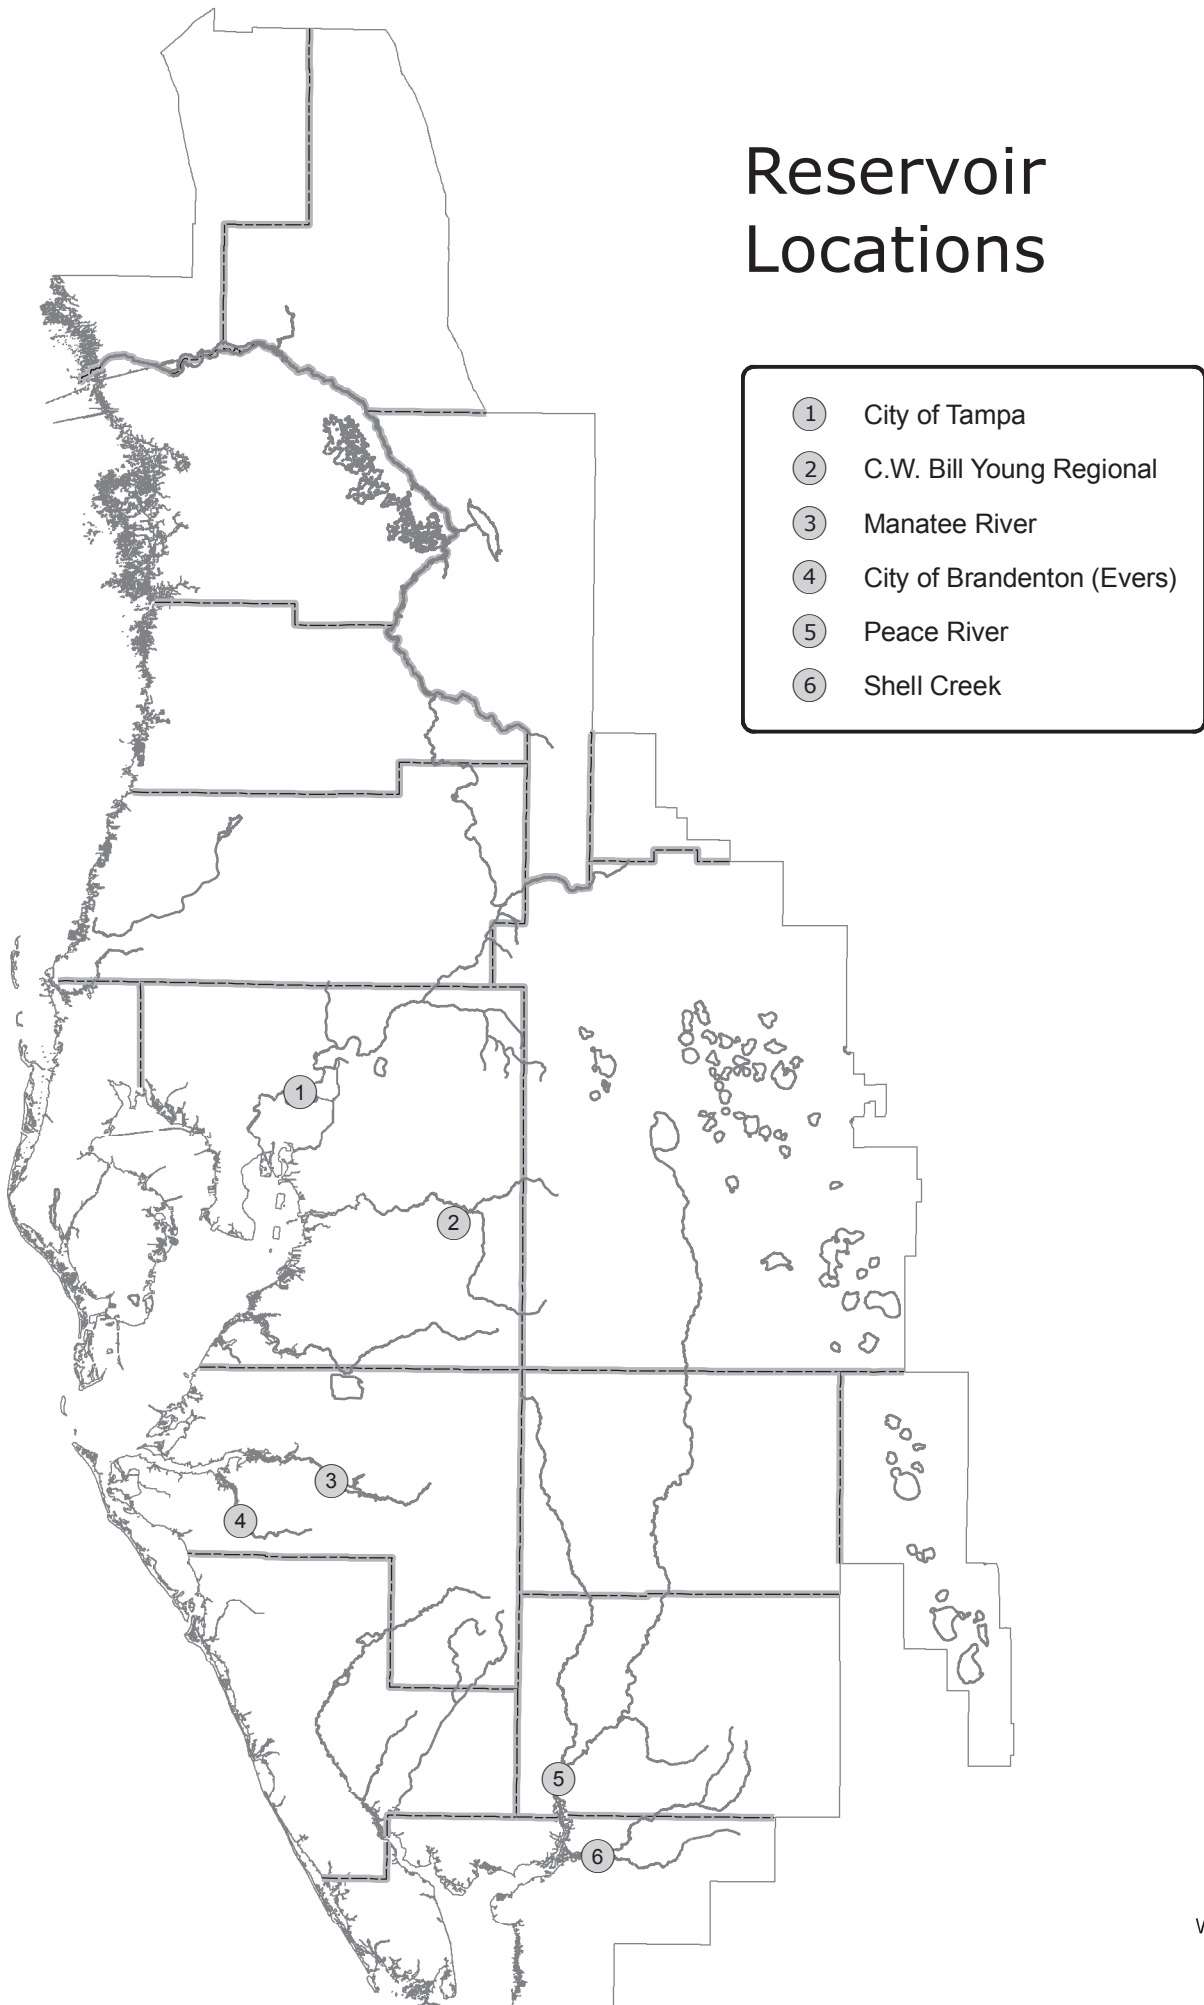 Reservoir
Locations
1 City of Tampa
2 C.W. Bill Young Regional
3 Manatee River
4 City of Brandenton (Evers)
5 Peace River
6 Shell Creek
1
2
3
4
5
6